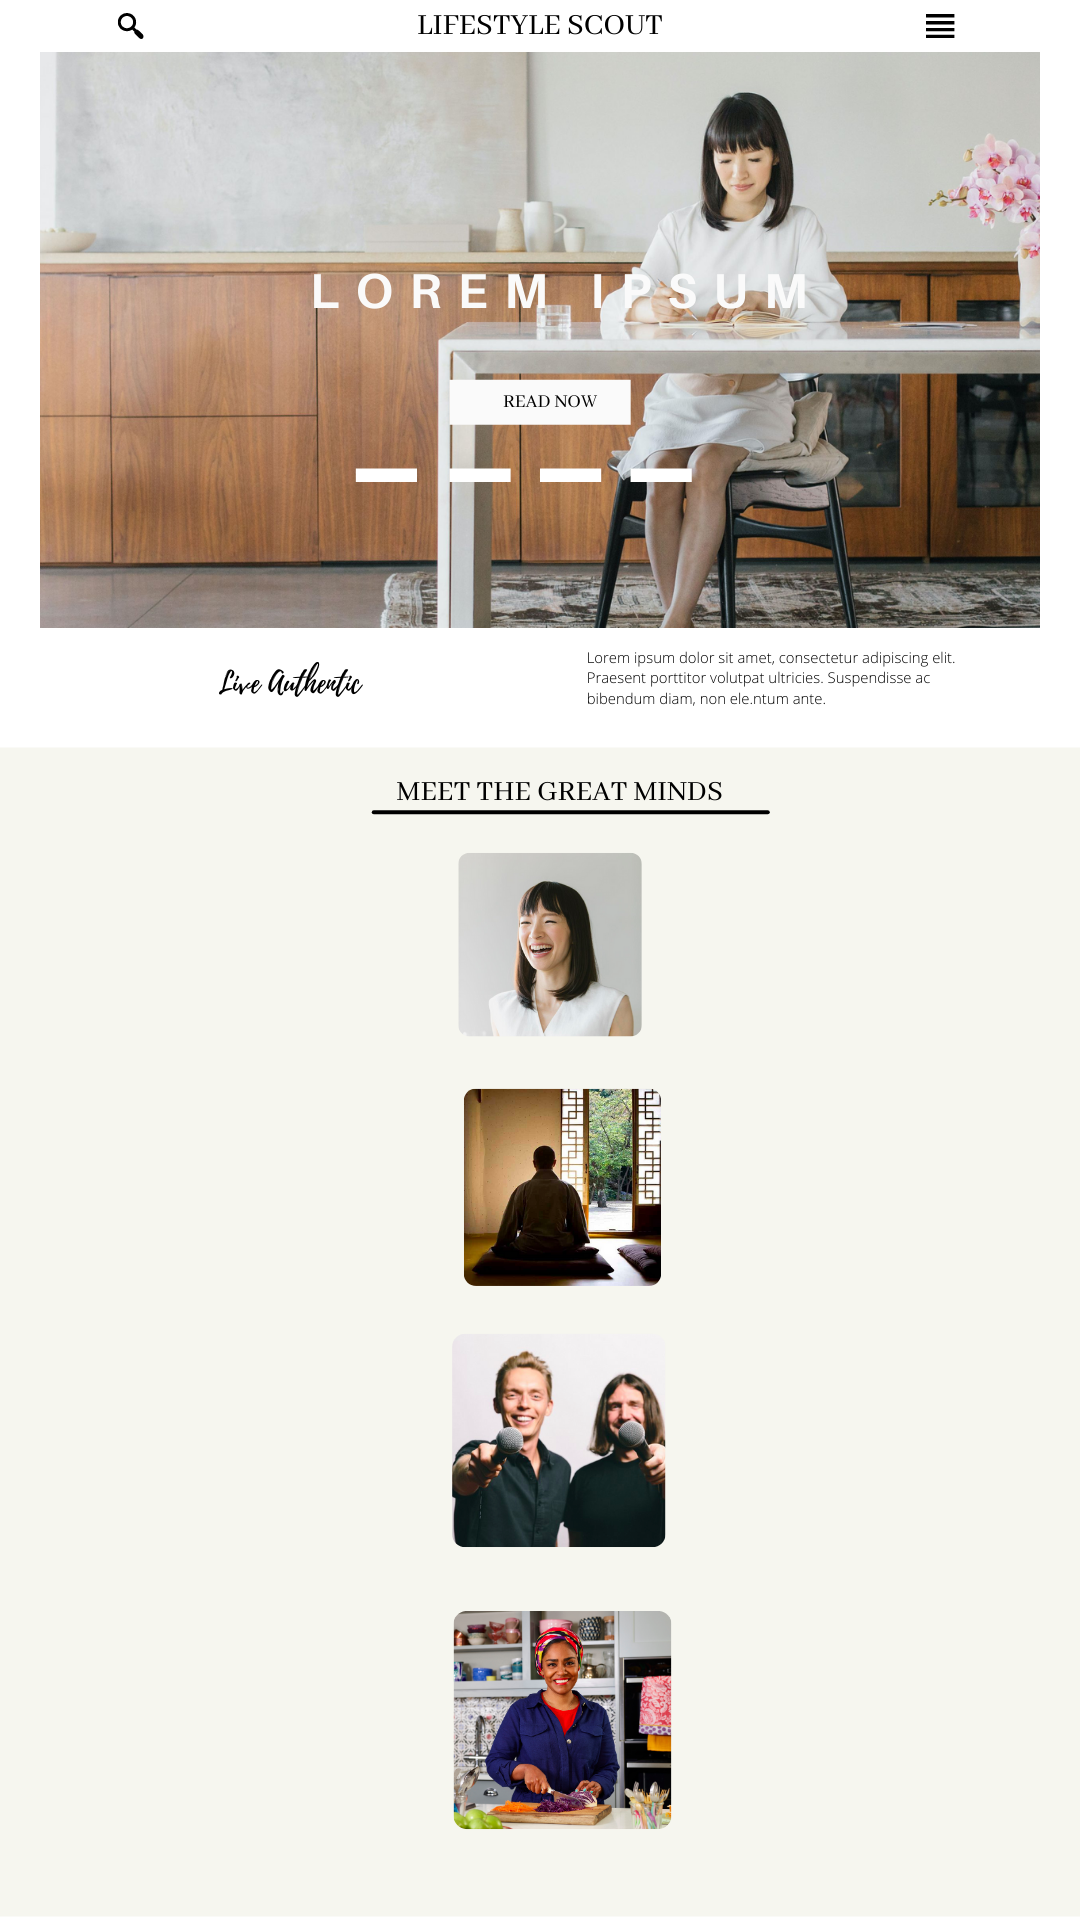 LIFESTYLE SCOUT
LOREM IPSUM
READ NOW
Live Authentic
Lorem ipsum dolor sit amet, consectetur adipiscing elit.
Praesent porttitor volutpat ultricies. Suspendisse ac
bibendum diam, non ele.ntum ante.
MEET THE GREAT MINDS